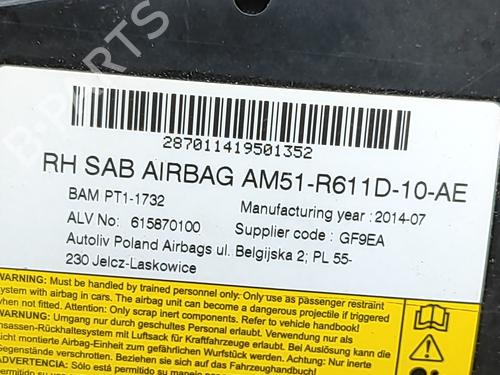 287011419501352
RH SAB AIRBAG AM51-R611D-10-AE
BAM PT1-1732 Manufacturing year : 2014-07
ALV No: 615870100 Supplier code : GF9EA
Autoliv Poland Airbags ul. Belgijska 2; PL 55-
230 Jelcz-Laskowice
WARNING: Must be handled by trained personnel only. Use only as passenger restraint
system with airbag in cars. The airbag unit can become a dangerous projectile if incorrectly
when not fitted. Attention: Only scrap inert components. Refer to vehicle handbook!
WARNUNG: Umgang nur durch geschultes Personal erlaubt. Verwendung nur als
Insassen-Rückhaltesystem mit Luftsack für Kraftfahrzeuge erlaubt. Bei Auslösung kann das
nicht montierte Airbag-Einheit zum gefährlichen Wurfstück werden. Achtung: Nur inerte
Gegenstände verschrotten. Beziehen sie sich auf das Fahrzeughandbuch!
ADVERTENCIA: Sólo está permitido su manejo
B-Parts